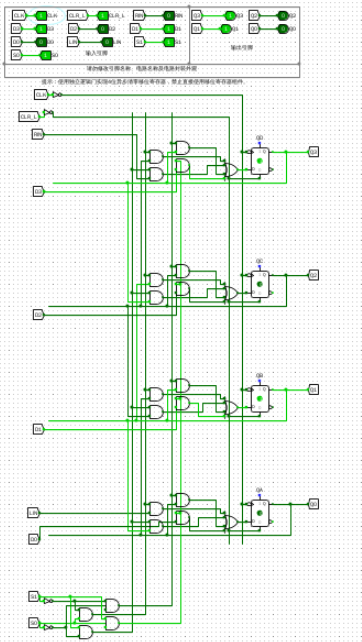 CLK CLK CLR_L CLR_L RIN RIN Q3 Q3 Q2 Q2
D3 D3 D2 D2 D1 D1 Q1 Q1 Q0 Q0
D0 D0 LIN LIN S1 S1
S0 S0 输入引脚 输出引脚
请勿修改引脚名称、电路名称及电路封装外观
提示:使用独立逻辑门实现4位异步清零移位寄存器,禁止直接使用移位寄存器组件。
CLK
CLR_L
RIN
QD
Q3
D3
QC
Q2
D2
QB
Q1
D1
QA
Q0
LIN
D0
S1
S0